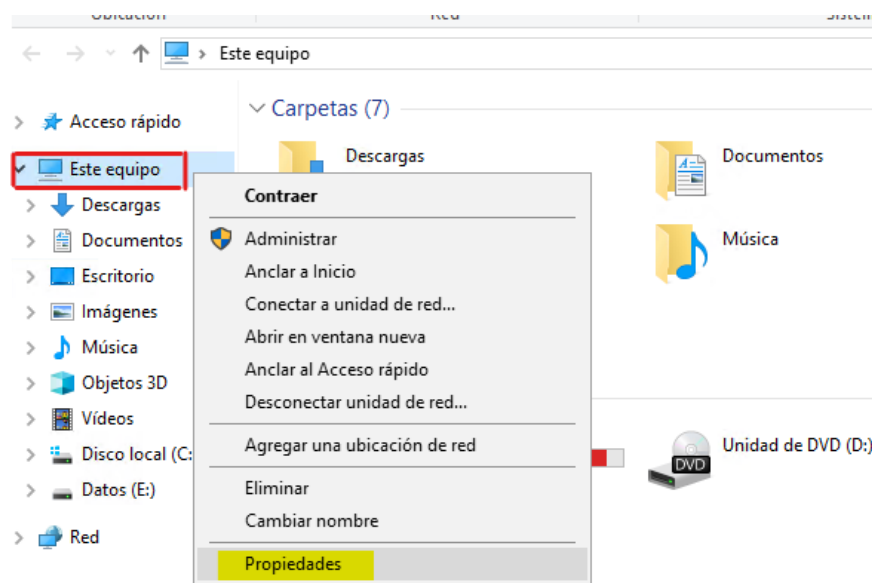 Ubicación Red
Este equipo
Acceso rápido
Este equipo
Descargas
Documentos
Escritorio
Imágenes
Música
Objetos 3D
Vídeos
Disco local (C:
Datos (E:)
Red
Carpetas (7)
Descargas
Documentos
Música
Unidad de DVD (D:)
DVD
Contraer
Administrar
Anclar a Inicio
Conectar a unidad de red...
Abrir en ventana nueva
Anclar al Acceso rápido
Desconectar unidad de red...
Agregar una ubicación de red
Eliminar
Cambiar nombre
Propiedades